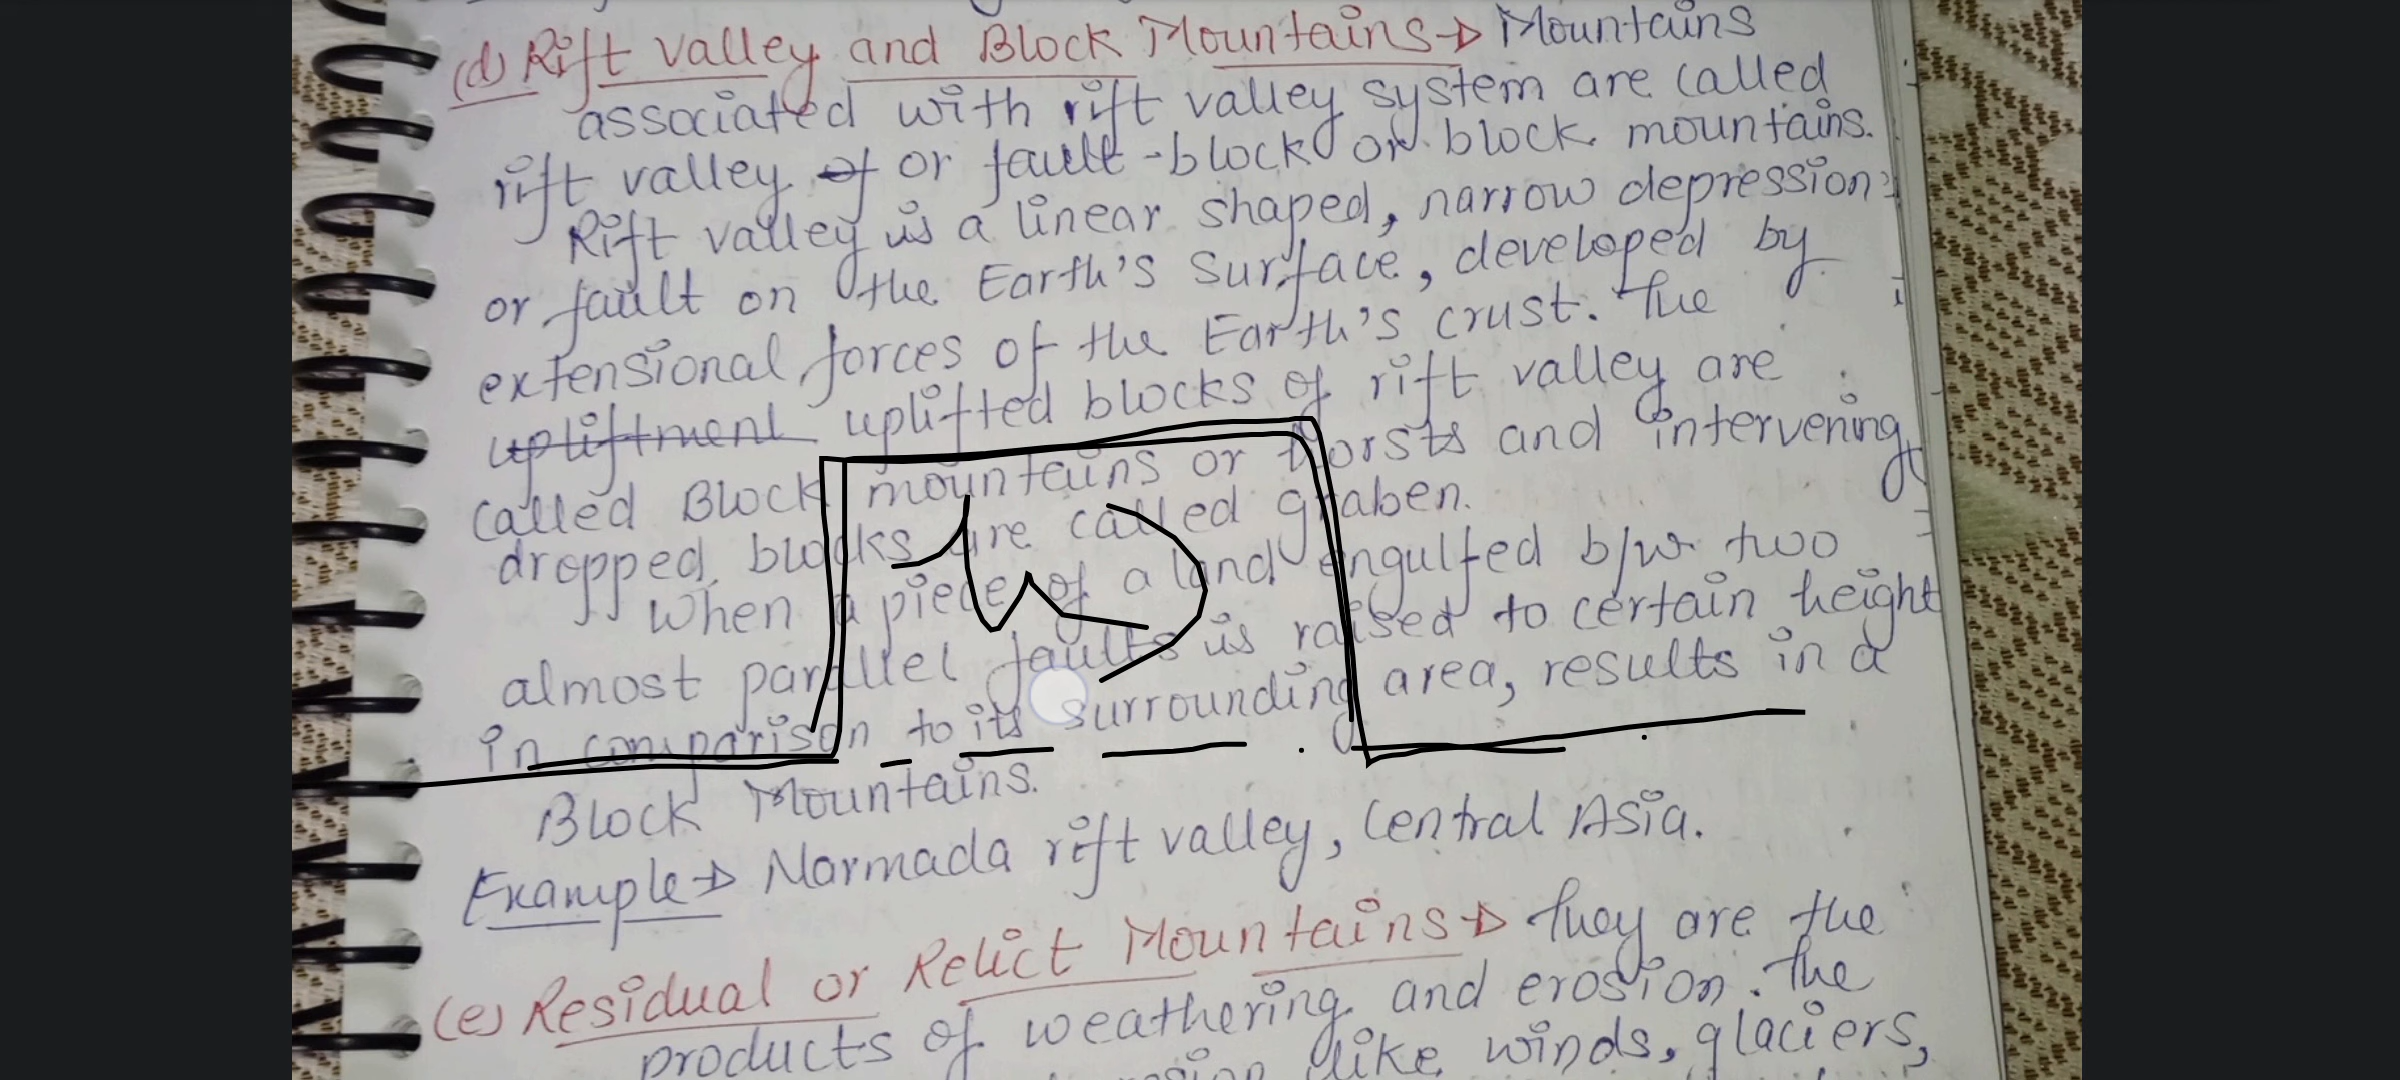 (d) Rift valley and Block Mountains → Mountains
associated with rift valley system are called
rift valley of or fault-block or block mountains.
Rift valley is a linear shaped, narrow depression
or fault on the Earth's surface, developed by
extensional forces of the Earth's crust. The
upliftment uplifted blocks of rift valley are
called Block mountains or Horsts and intervening
dropped blocks are called graben.
When a piece of a land engulfed b/w two
almost parallel faults is raised to certain height
in comparison to its surrounding area, results in a
Block Mountains.
Example → Narmada rift valley, Central Asia.
(e) Residual or Relict Mountains → They are the
products of weathering and erosion. The
like winds, glaciers,